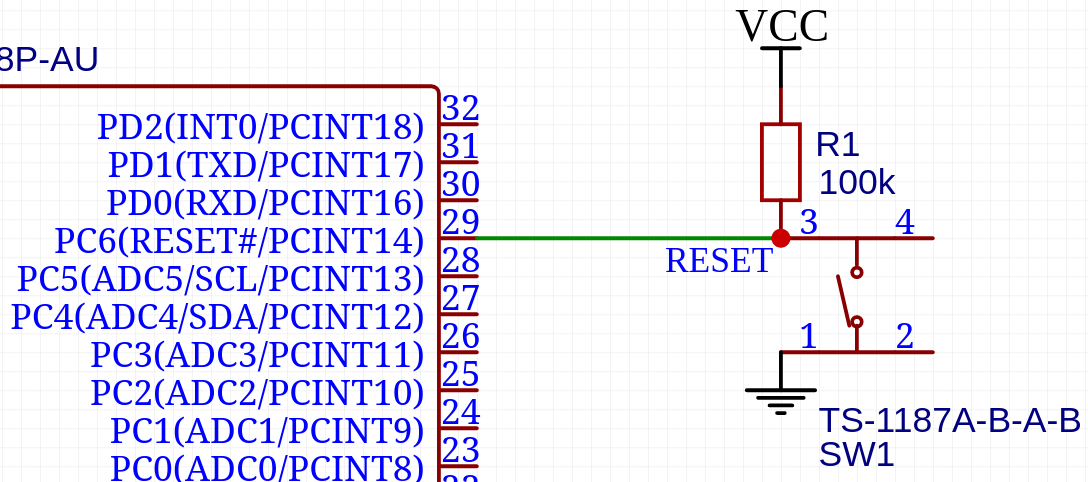 VCC
8P-AU
32
PD2(INT0/PCINT18)
31
PD1(TXD/PCINT17)
30
PD0(RXD/PCINT16)
29
PC6(RESET#/PCINT14)
28
PC5(ADC5/SCL/PCINT13)
27
PC4(ADC4/SDA/PCINT12)
26
PC3(ADC3/PCINT11)
25
PC2(ADC2/PCINT10)
24
PC1(ADC1/PCINT9)
23
PC0(ADC0/PCINT8)
R1
100k
3 4
RESET
1 2
TS-1187A-B-A-B
SW1